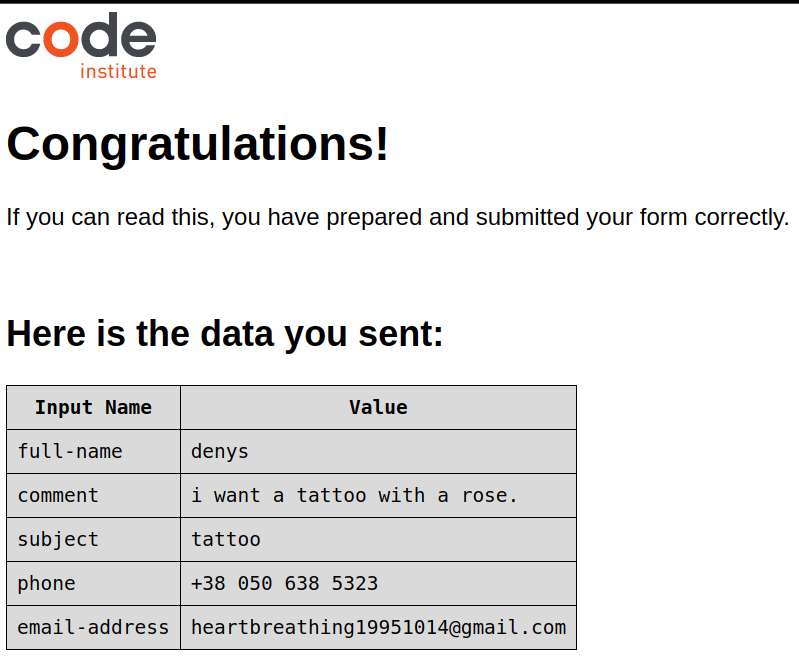 code
institute
Congratulations!
If you can read this, you have prepared and submitted your form correctly.
Here is the data you sent:
Input Name Value
full-name denys
comment i want a tattoo with a rose.
subject tattoo
phone +38 050 638 5323
email-address heartbreathing19951014@gmail.com